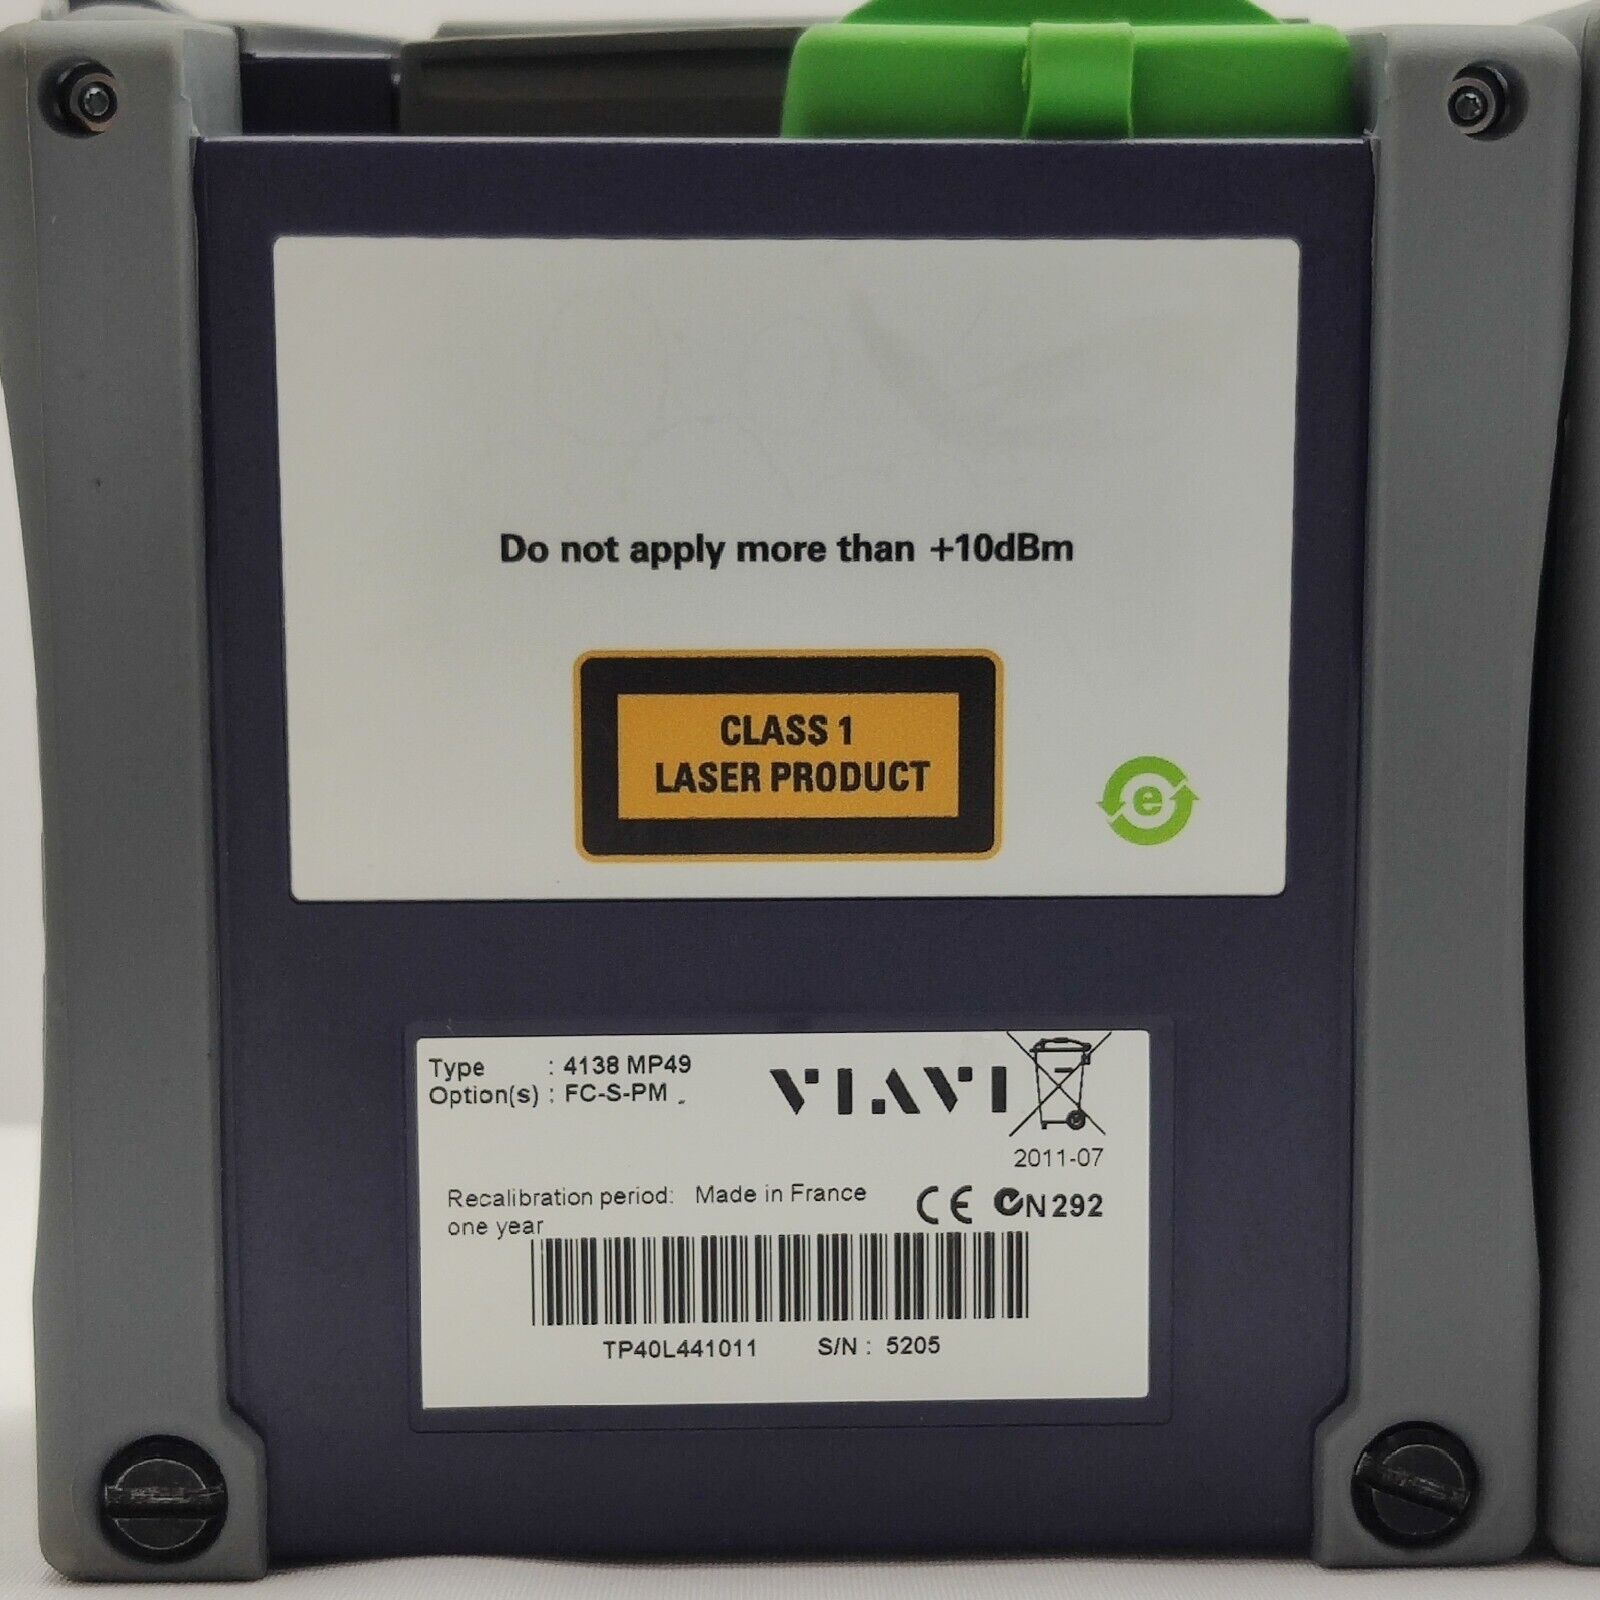 Do not apply more than +10dBm
CLASS 1
LASER PRODUCT
e
Type : 4138 MP49
Option(s) : FC-S-PM
VIAVI
2011-07
Recalibration period: Made in France
one year
CE N292
TP40L441011 S/N : 5205